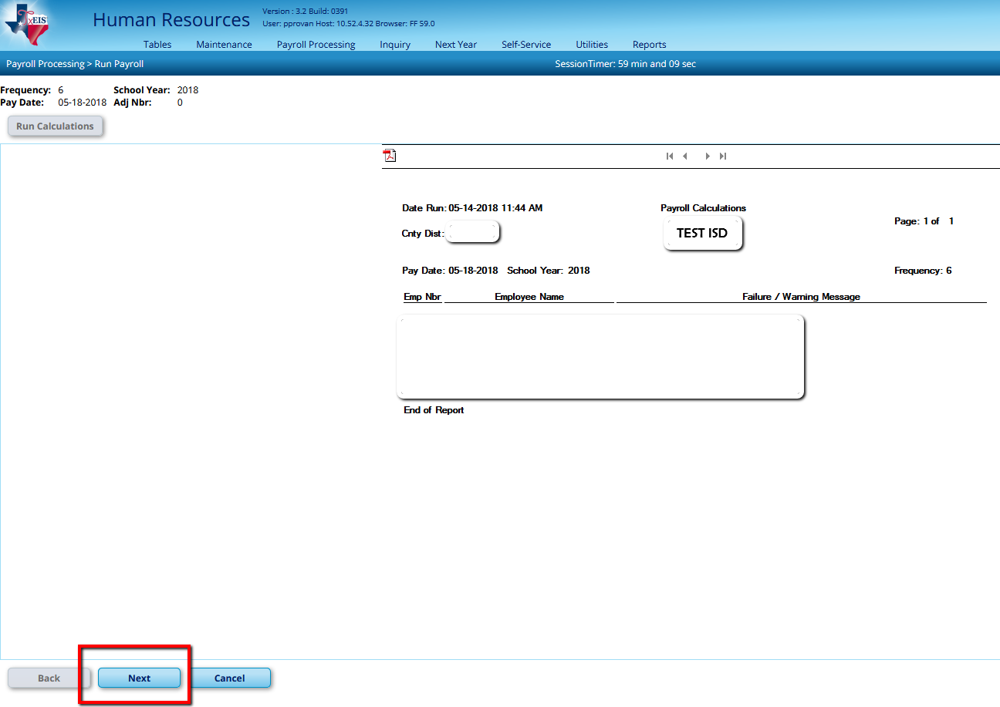 TxEIS
Human Resources
Version : 3.2 Build: 0391
User: pprovan Host: 10.52.4.32 Browser: FF 59.0
Tables Maintenance Payroll Processing Inquiry Next Year Self-Service Utilities Reports
Payroll Processing > Run Payroll SessionTimer: 59 min and 09 sec
Frequency: 6 School Year: 2018
Pay Date: 05-18-2018 Adj Nbr: 0
Run Calculations
Date Run: 05-14-2018 11:44 AM Payroll Calculations
Page: 1 of 1
Cnty Dist: TEST ISD
Pay Date: 05-18-2018 School Year: 2018 Frequency: 6
Emp Nbr Employee Name Failure / Warning Message
End of Report
Back Next Cancel